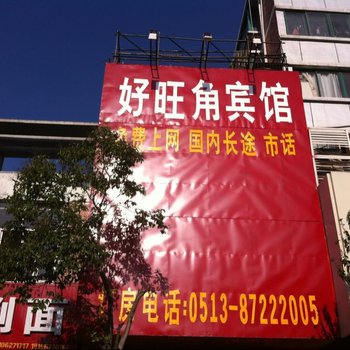 好旺角宾馆
免费上网 国内长途 市话
房电话:0513-87222005
面